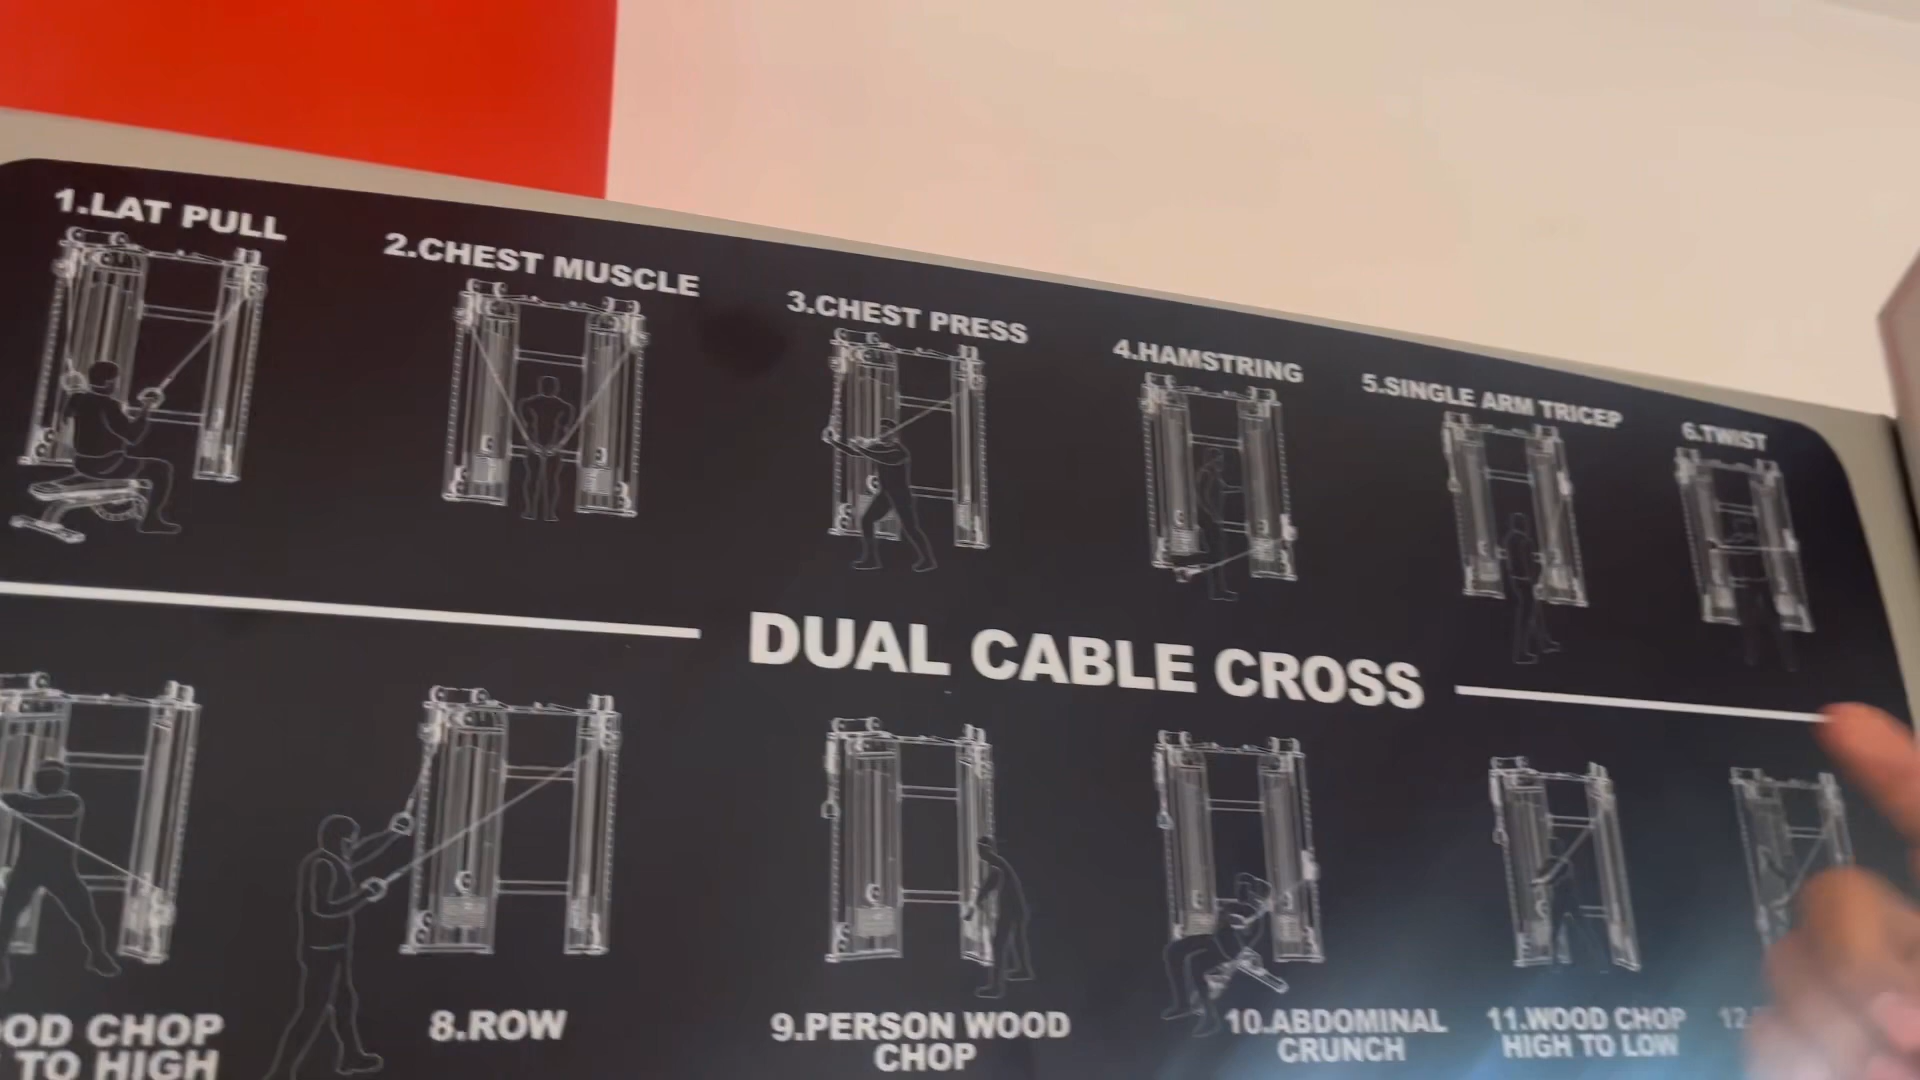 1.LAT PULL
2.CHEST MUSCLE
3.CHEST PRESS
4.HAMSTRING
5.SINGLE ARM TRICEP
6.TWIST
DUAL CABLE CROSS
CHOP
TO HIGH
8.ROW
9.PERSON WOOD
CHOP
10.ABDOMINAL
CRUNCH
11.WOOD CHOP
HIGH TO LOW
12.